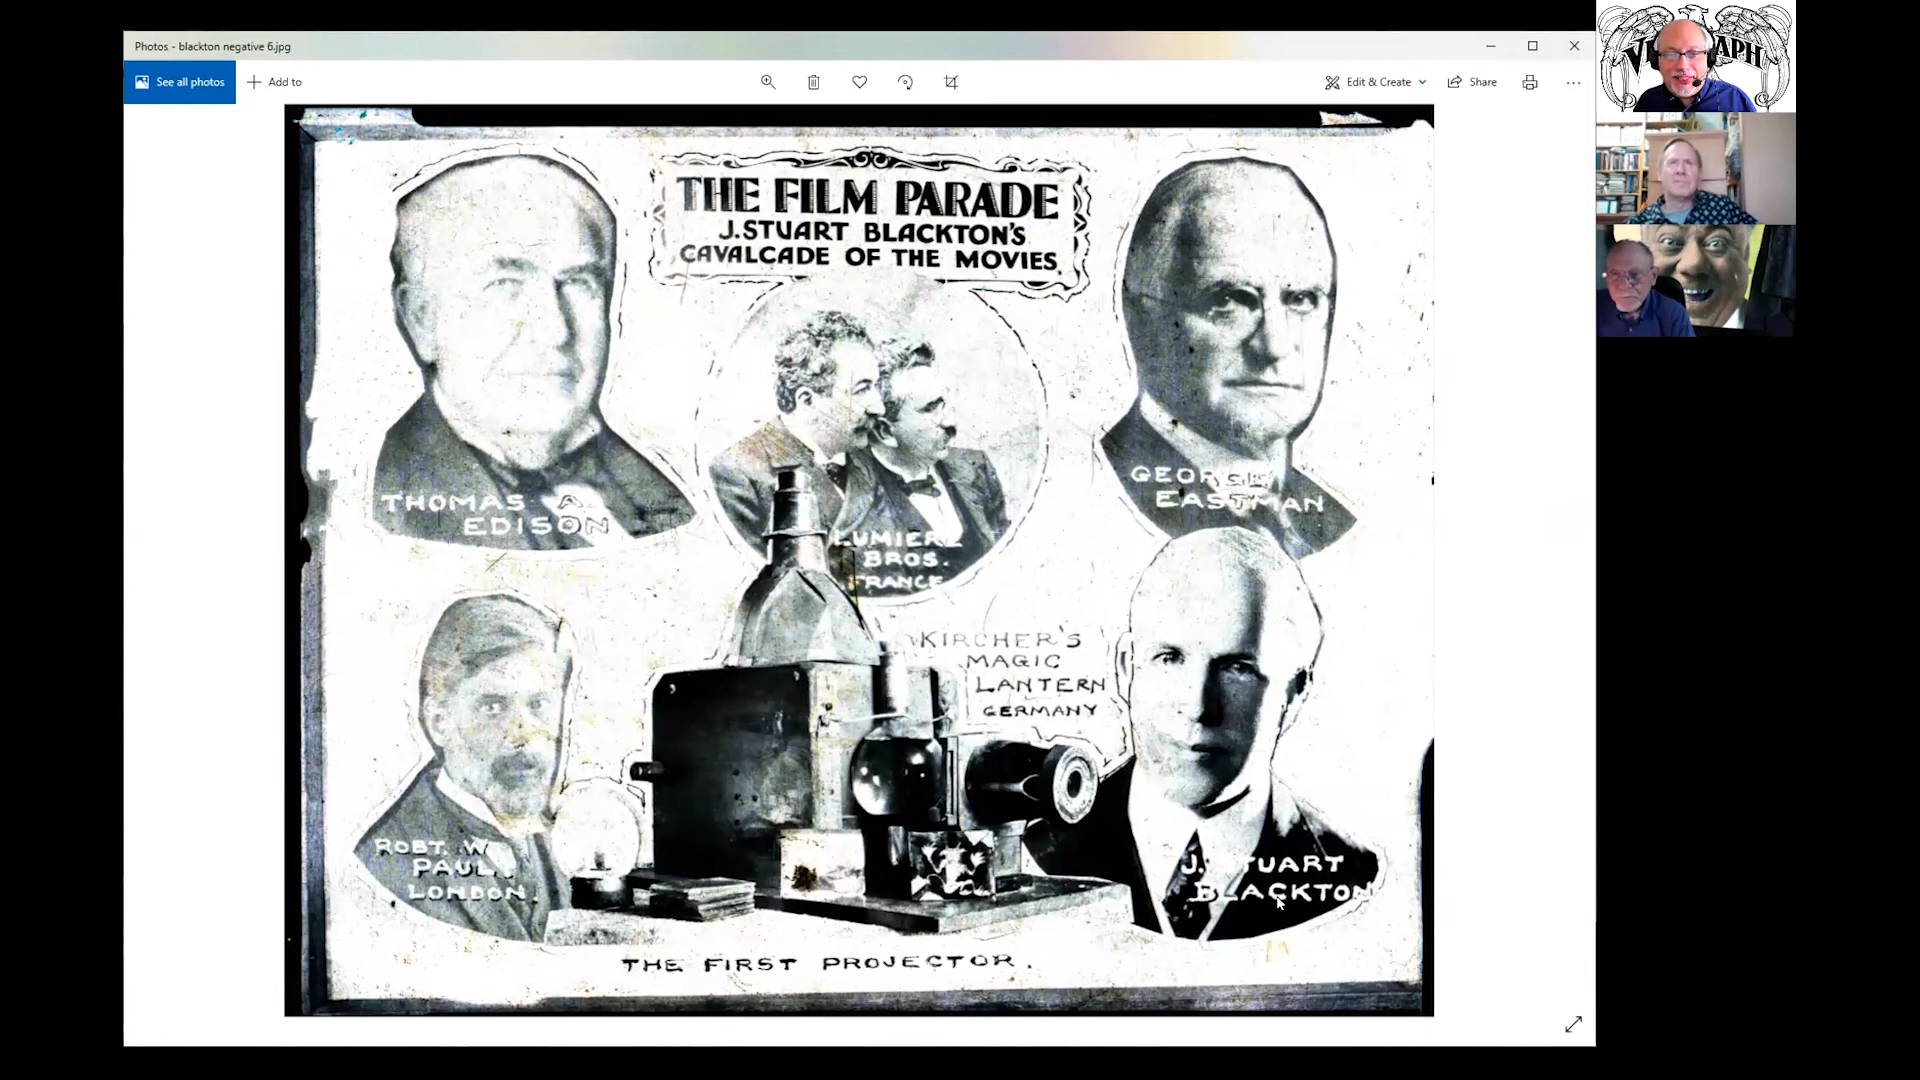 Photos - blackton negative 6.jpg
See all photos
Add to
Edit & Create
Share
THE FILM PARADE
J. STUART BLACKTON'S
CAVALCADE OF THE MOVIES
THOMAS A.
EDISON
LUMIERE
BROS.
FRANCE
GEORGE
EASTMAN
ROBT. W.
PAUL.
LONDON.
KIRCHER'S
MAGIC
LANTERN
GERMANY
J. STUART
BLACKTON
THE FIRST PROJECTOR.